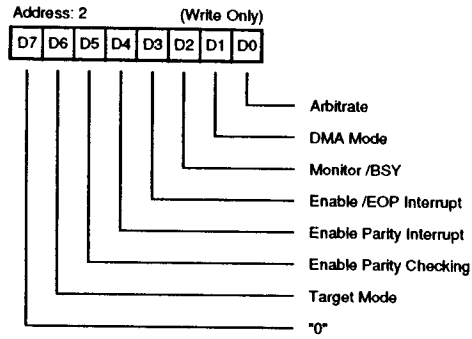 Address: 2 (Write Only)
D7 D6 D5 D4 D3 D2 D1 D0
Arbitrate
DMA Mode
Monitor /BSY
Enable /EOP Interrupt
Enable Parity Interrupt
Enable Parity Checking
Target Mode
"0"